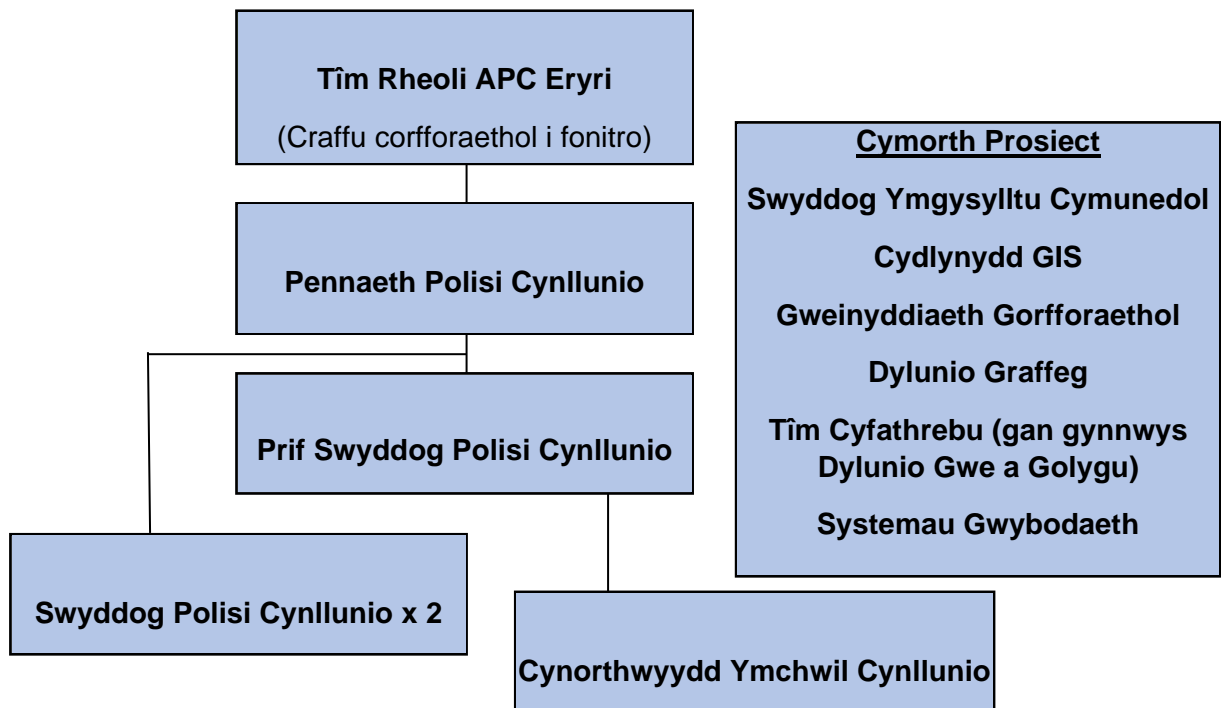 Tîm Rheoli APC Eryri
(Craffu corfforaethol i fonitro)
Pennaeth Polisi Cynllunio
Prif Swyddog Polisi Cynllunio
Swyddog Polisi Cynllunio x 2
Cynorthwyydd Ymchwil Cynllunio
Cymorth Prosiect
Swyddog Ymgysylltu Cymunedol
Cydlynydd GIS
Gweinyddiaeth Gorfforaethol
Dylunio Graffeg
Tîm Cyfathrebu (gan gynnwys
Dylunio Gwe a Golygu)
Systemau Gwybodaeth